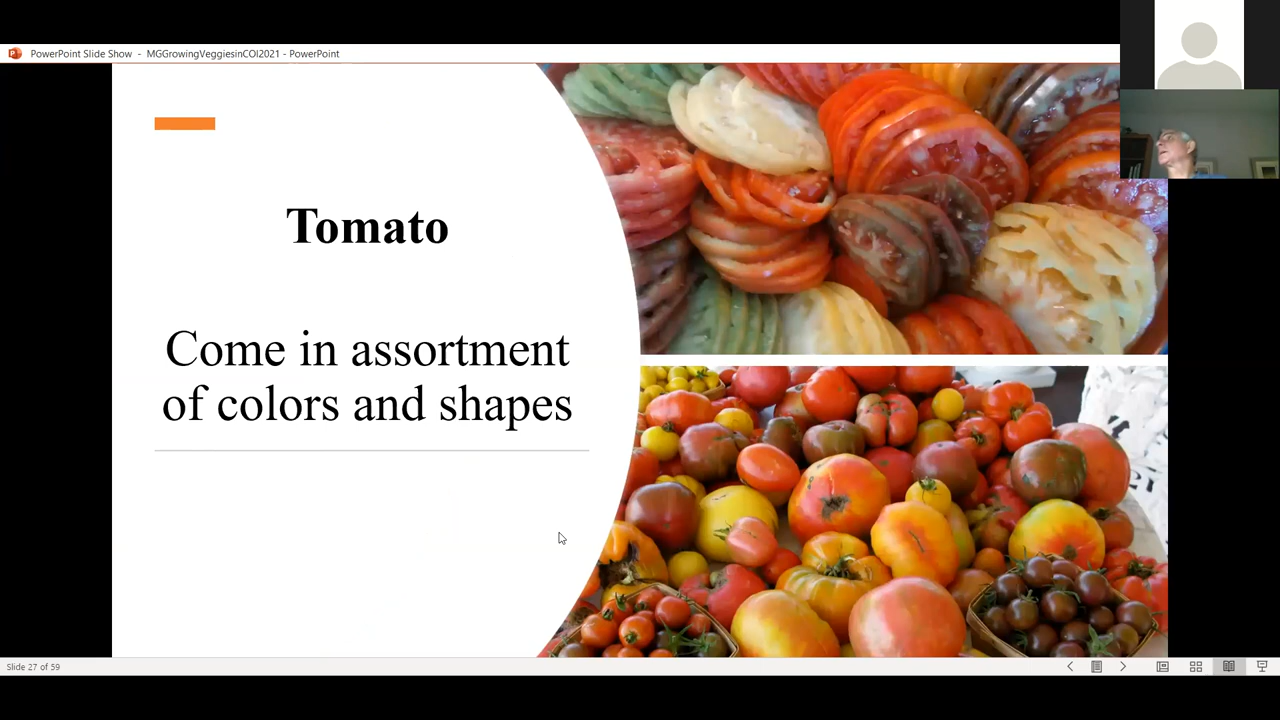 PowerPoint Slide Show - MGGrowingVeggiesinCOI2021 - PowerPoint
Tomato
Come in assortment
of colors and shapes
Slide 27 of 59